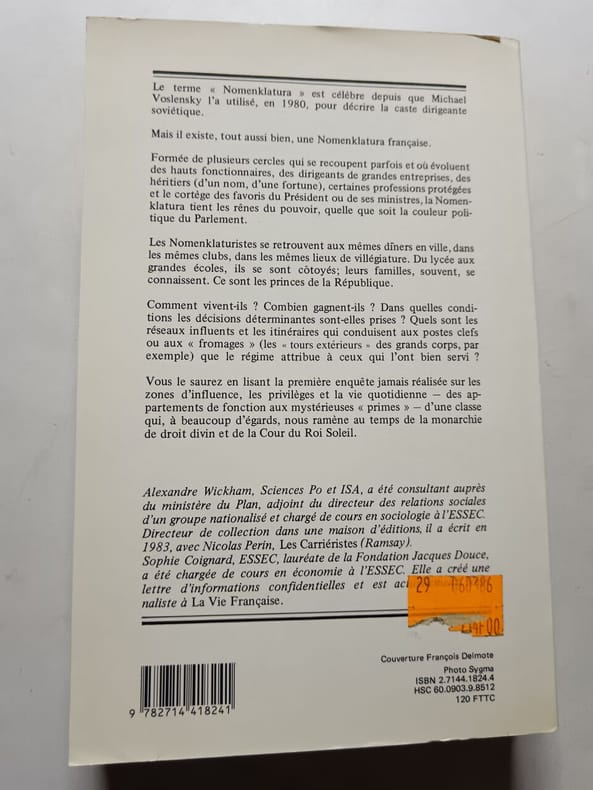 Le terme « Nomenklatura » est célèbre depuis que Michael
Voslensky l'a utilisé, en 1980, pour décrire la caste dirigeante
soviétique.
Mais il existe, tout aussi bien, une Nomenklatura française.
Formée de plusieurs cercles qui se recoupent parfois et où évoluent
des hauts fonctionnaires, des dirigeants de grandes entreprises, des
héritiers (d'un nom, d'une fortune), certaines professions protégées
et le cortège des favoris du Président ou de ses ministres, la Nomen-
klatura tient les rênes du pouvoir, quelle que soit la couleur poli-
tique du Parlement.
Les Nomenklaturistes se retrouvent aux mêmes dîners en ville, dans
les mêmes clubs, dans les mêmes lieux de villégiature. Du lycée aux
grandes écoles, ils se sont côtoyés ; leurs familles, souvent, se
connaissent. Ce sont les princes de la République.
Comment vivent-ils ? Combien gagnent-ils ? Dans quelles condi-
tions les décisions déterminantes sont-elles prises ? Quels sont les
réseaux influents et les itinéraires qui conduisent aux postes clefs
ou aux « fromages » (les « tours extérieurs » des grands corps, par
exemple) que le régime attribue à ceux qui l'ont bien servi ?
Vous le saurez en lisant la première enquête jamais réalisée sur les
zones d'influence, les privilèges et la vie quotidienne — des ap-
partements de fonction aux mystérieuses « primes » — d'une classe
qui, à beaucoup d'égards, nous ramène au temps de la monarchie
de droit divin et de la Cour du Roi Soleil.
Alexandre Wickham, Sciences Po et ISA, a été consultant auprès
du ministère du Plan, adjoint du directeur des relations sociales
d'un groupe nationalisé et chargé de cours en sociologie à l'ESSEC.
Directeur de collection dans une maison d'éditions, il a écrit en
1983, avec Nicolas Perin, Les Carriéristes (Ramsay).
Sophie Coignard, ESSEC, lauréate de la Fondation Jacques Douce,
a été chargée de cours en économie à l'ESSEC. Elle a créé une
lettre d'informations confidentielles et est
naliste à La Vie Française.
29 060386
Couverture François Delmote
Photo Sygma
ISBN 2.7144.1824.4
HSC 60.0903.9.8512
120 FTTC
9 782714 418241